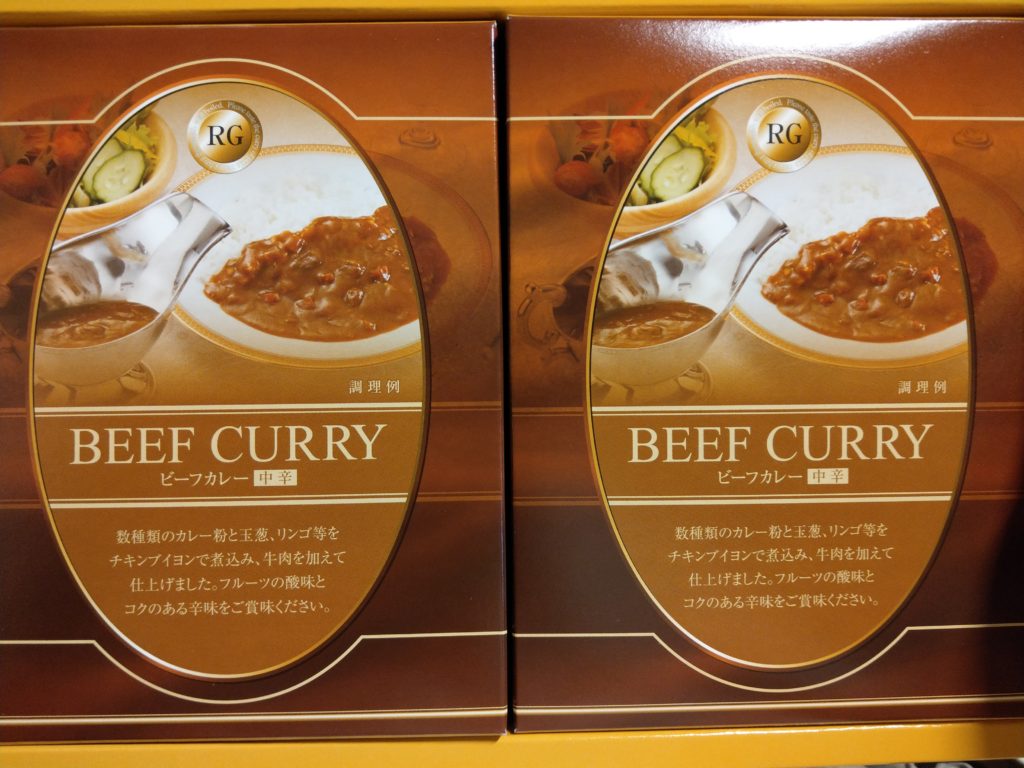 RG
調理例
BEEF CURRY
ビーフカレー 中辛
数種類のカレー粉と玉葱、リンゴ等を
チキンブイヨンで煮込み、牛肉を加えて
仕上げました。フルーツの酸味と
コクのある辛味をご賞味ください。
RG
調理例
BEEF CURRY
ビーフカレー 中辛
数種類のカレー粉と玉葱、リンゴ等を
チキンブイヨンで煮込み、牛肉を加えて
仕上げました。フルーツの酸味と
コクのある辛味をご賞味ください。